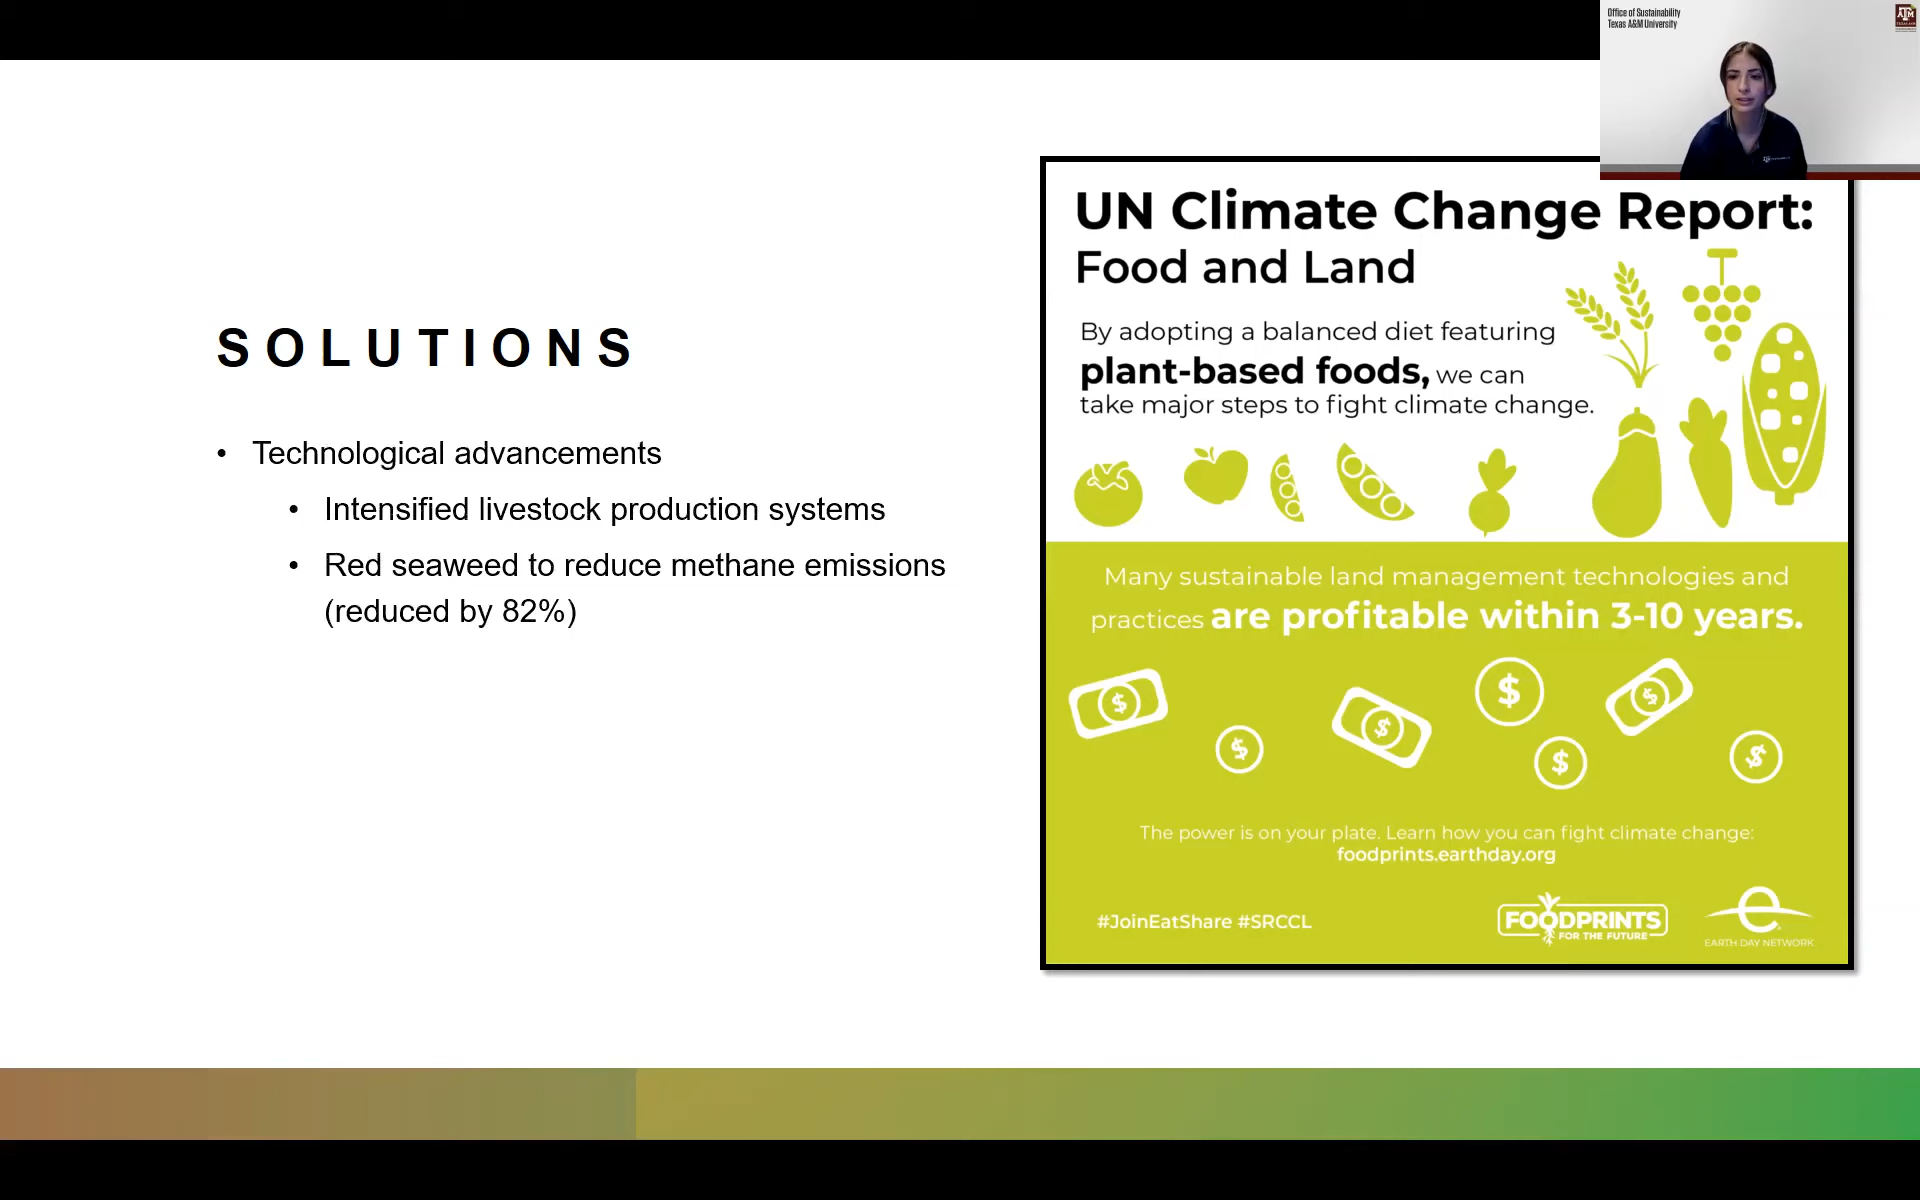 Office of Sustainability
Texas A&M University
SOLUTIONS
• Technological advancements
• Intensified livestock production systems
• Red seaweed to reduce methane emissions
(reduced by 82%)
UN Climate Change Report:
Food and Land
By adopting a balanced diet featuring
plant-based foods, we can
take major steps to fight climate change.
Many sustainable land management technologies and
practices are profitable within 3-10 years.
The power is on your plate. Learn how you can fight climate change:
foodprints.earthday.org
#JoinEatShare #SRCCL
FOODPRINTS
FOR THE FUTURE
EARTH DAY NETWORK